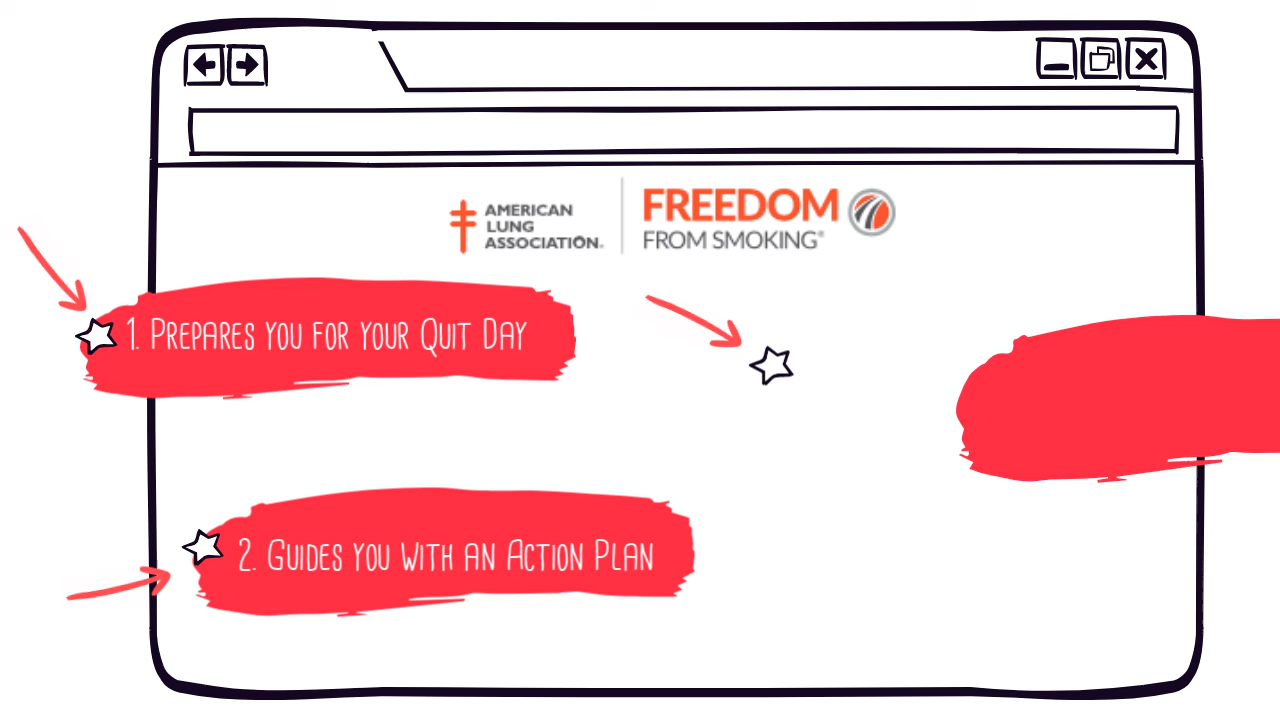 AMERICAN
LUNG
ASSOCIATION®
FREEDOM
FROM SMOKING®
1. Prepares you for your Quit Day
2. Guides you with an Action Plan